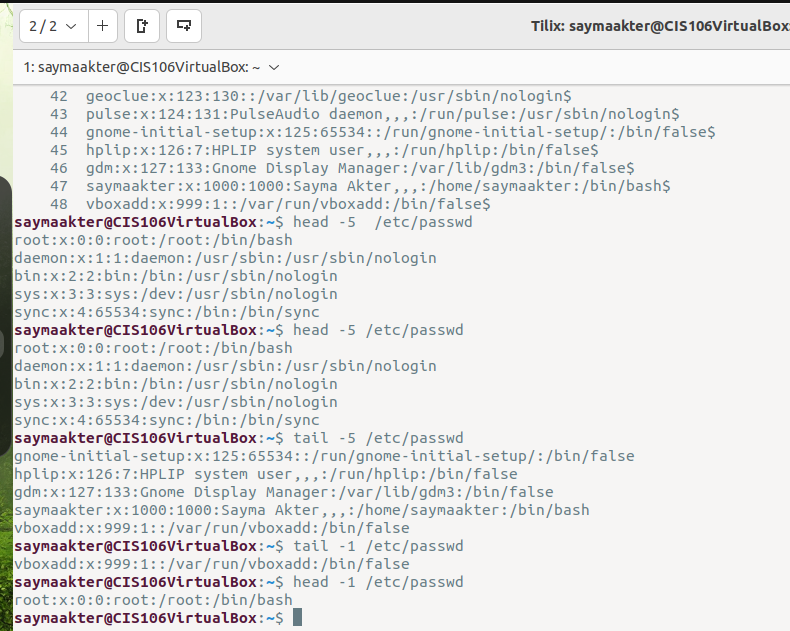 2 / 2
Tilix: saymaakter@CIS106VirtualBox:
1: saymaakter@CIS106VirtualBox: ~
42  geoclue:x:123:130::/var/lib/geoclue:/usr/sbin/nologin$
43  pulse:x:124:131:PulseAudio daemon,,,:/run/pulse:/usr/sbin/nologin$
44  gnome-initial-setup:x:125:65534::/run/gnome-initial-setup/:/bin/false$
45  hplip:x:126:7:HPLIP system user,,,:/run/hplip:/bin/false$
46  gdm:x:127:133:Gnome Display Manager:/var/lib/gdm3:/bin/false$
47  saymaakter:x:1000:1000:Sayma Akter,,,:/home/saymaakter:/bin/bash$
48  vboxadd:x:999:1::/var/run/vboxadd:/bin/false$
saymaakter@CIS106VirtualBox:~$ head -5  /etc/passwd
root:x:0:0:root:/root:/bin/bash
daemon:x:1:1:daemon:/usr/sbin:/usr/sbin/nologin
bin:x:2:2:bin:/bin:/usr/sbin/nologin
sys:x:3:3:sys:/dev:/usr/sbin/nologin
sync:x:4:65534:sync:/bin:/bin/sync
saymaakter@CIS106VirtualBox:~$ head -5 /etc/passwd
root:x:0:0:root:/root:/bin/bash
daemon:x:1:1:daemon:/usr/sbin:/usr/sbin/nologin
bin:x:2:2:bin:/bin:/usr/sbin/nologin
sys:x:3:3:sys:/dev:/usr/sbin/nologin
sync:x:4:65534:sync:/bin:/bin/sync
saymaakter@CIS106VirtualBox:~$ tail -5 /etc/passwd
gnome-initial-setup:x:125:65534::/run/gnome-initial-setup/:/bin/false
hplip:x:126:7:HPLIP system user,,,:/run/hplip:/bin/false
gdm:x:127:133:Gnome Display Manager:/var/lib/gdm3:/bin/false
saymaakter:x:1000:1000:Sayma Akter,,,:/home/saymaakter:/bin/bash
vboxadd:x:999:1::/var/run/vboxadd:/bin/false
saymaakter@CIS106VirtualBox:~$ tail -1 /etc/passwd
vboxadd:x:999:1::/var/run/vboxadd:/bin/false
saymaakter@CIS106VirtualBox:~$ head -1 /etc/passwd
root:x:0:0:root:/root:/bin/bash
saymaakter@CIS106VirtualBox:~$